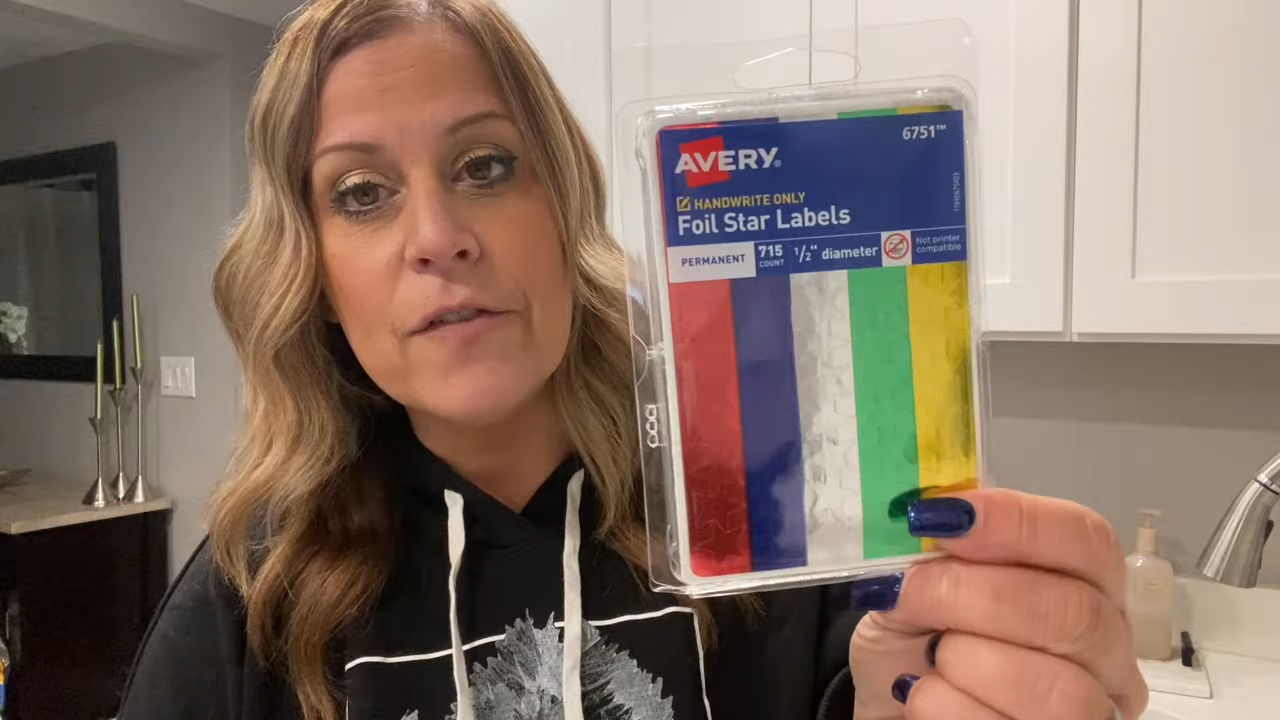 6751™
AVERY®
HANDWRITE ONLY
Foil Star Labels
PERMANENT
715 COUNT
1/2" diameter
Not printer compatible